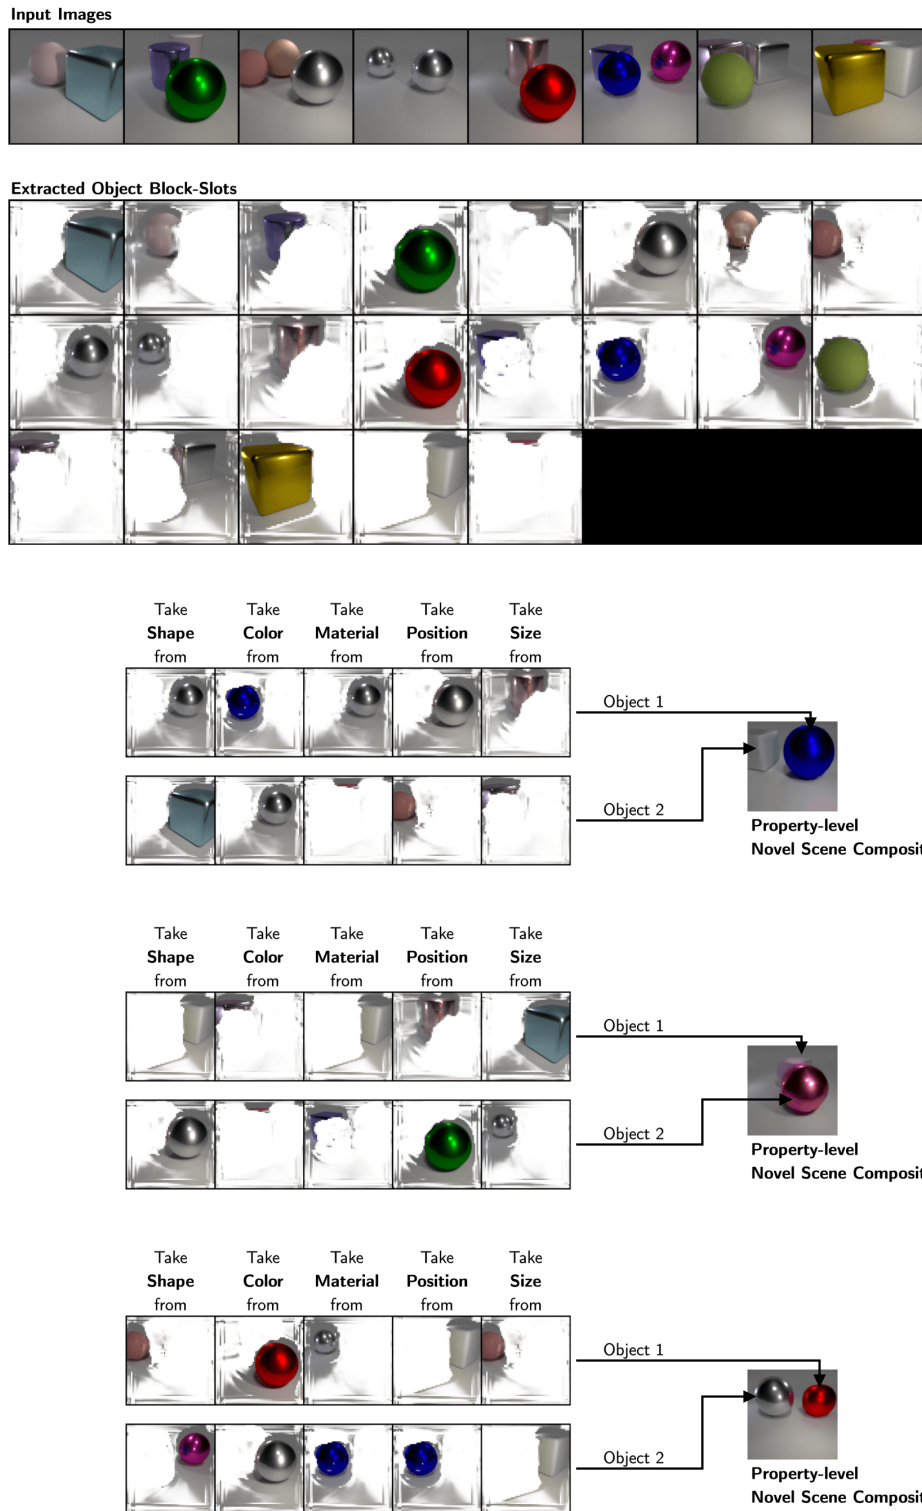 Input Images
Extracted Object Block-Slots
Take Take Take Take Take
Shape Color Material Position Size
from from from from from
Object 1
Object 2
Property-level
Novel Scene Composit
Take Take Take Take Take
Shape Color Material Position Size
from from from from from
Object 1
Object 2
Property-level
Novel Scene Composit
Take Take Take Take Take
Shape Color Material Position Size
from from from from from
Object 1
Object 2
Property-level
Novel Scene Composit